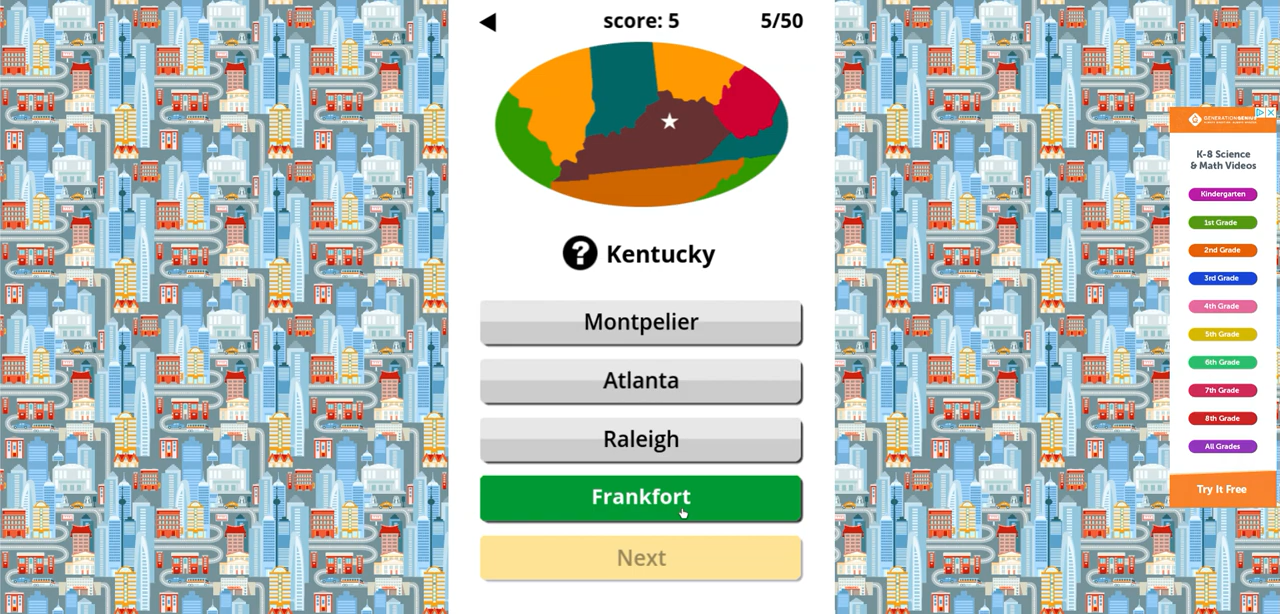 score: 5
5/50
? Kentucky
Montpelier
Atlanta
Raleigh
Frankfort
Next
K-8 Science
& Math Videos
Kindergarten
1st Grade
2nd Grade
3rd Grade
4th Grade
5th Grade
6th Grade
7th Grade
8th Grade
All Grades
Try It Free